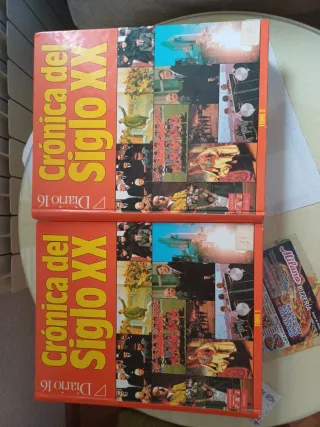 Crónica del
Siglo XX
Diario 16
Crónica del
Siglo XX
Diario 16